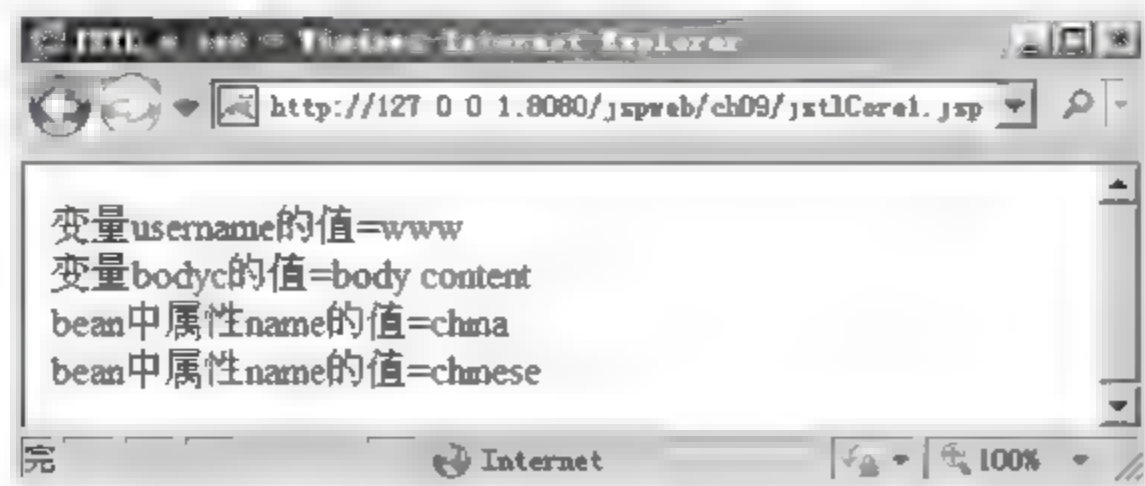 Windows Internet Explorer
http://127 0 0 1.8080/jspweb/ch09/jstlCore1.jsp
变量username的值=www
变量bodyc的值=body content
bean中属性name的值=china
bean中属性name的值=chinese
完
Internet
100%